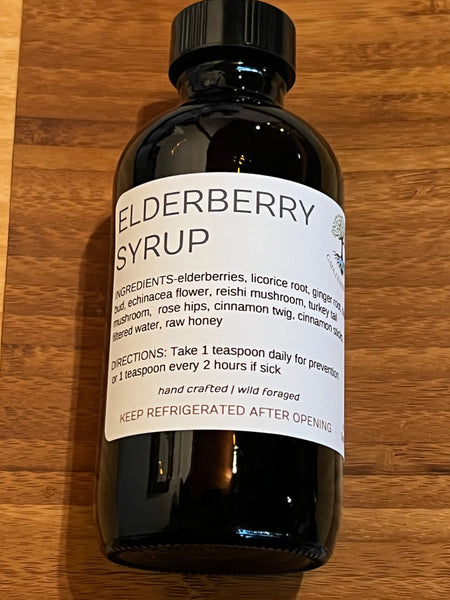 ELDERBERRY
SYRUP
INGREDIENTS-elderberries, licorice root, ginger root,
bud, echinacea flower, reishi mushroom, turkey tail
mushroom, rose hips, cinnamon twig, cinnamon sticks,
filtered water, raw honey
DIRECTIONS: Take 1 teaspoon daily for prevention
or 1 teaspoon every 2 hours if sick
hand crafted | wild foraged
KEEP REFRIGERATED AFTER OPENING